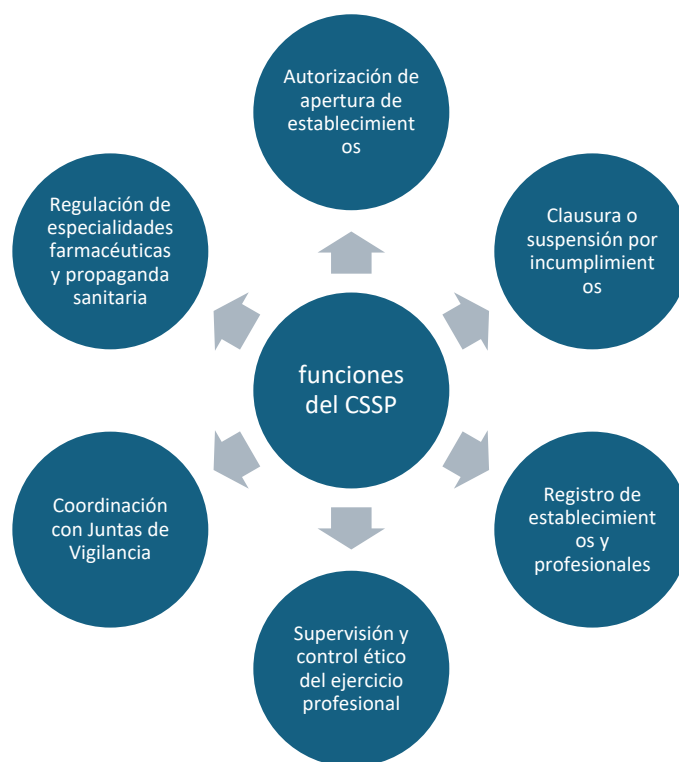 Autorización de
apertura de
establecimient
os
Regulación de
especialidades
farmacéuticas
y propaganda
sanitaria
Clausura o
suspensión por
incumplimient
os
funciones
del CSSP
Coordinación
con Juntas de
Vigilancia
Registro de
establecimient
os y
profesionales
Supervisión y
control ético
del ejercicio
profesional